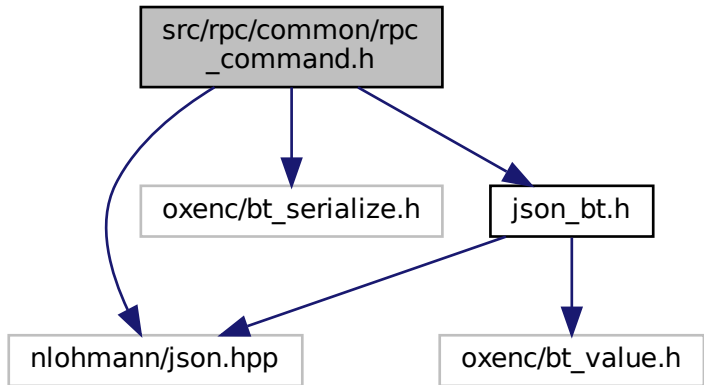 src/rpc/common/rpc
_command.h
oxenc/bt_serialize.h
json_bt.h
nlohmann/json.hpp
oxenc/bt_value.h